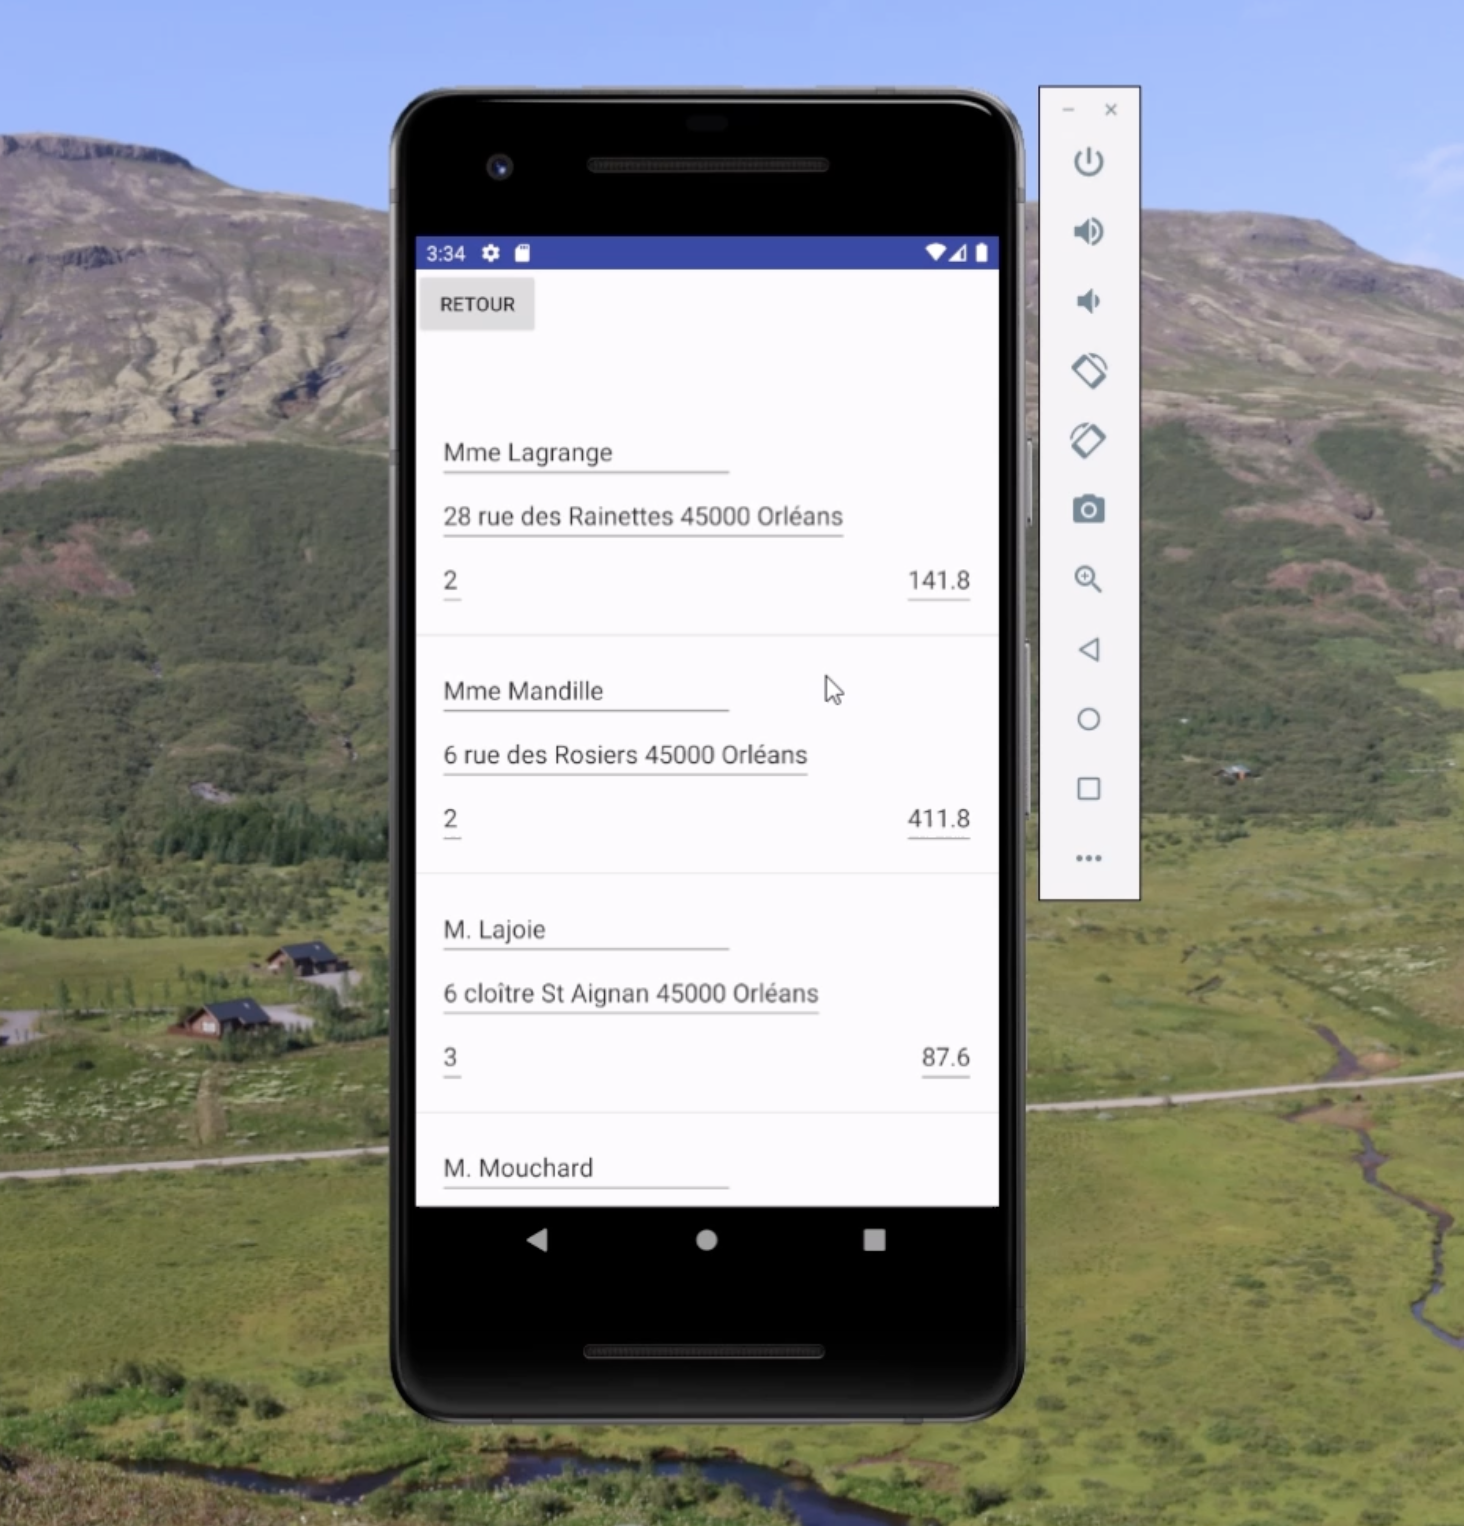 3:34
RETOUR
Mme Lagrange
28 rue des Rainettes 45000 Orléans
2 141.8
Mme Mandille
6 rue des Rosiers 45000 Orléans
2 411.8
M. Lajoie
6 cloître St Aignan 45000 Orléans
3 87.6
M. Mouchard